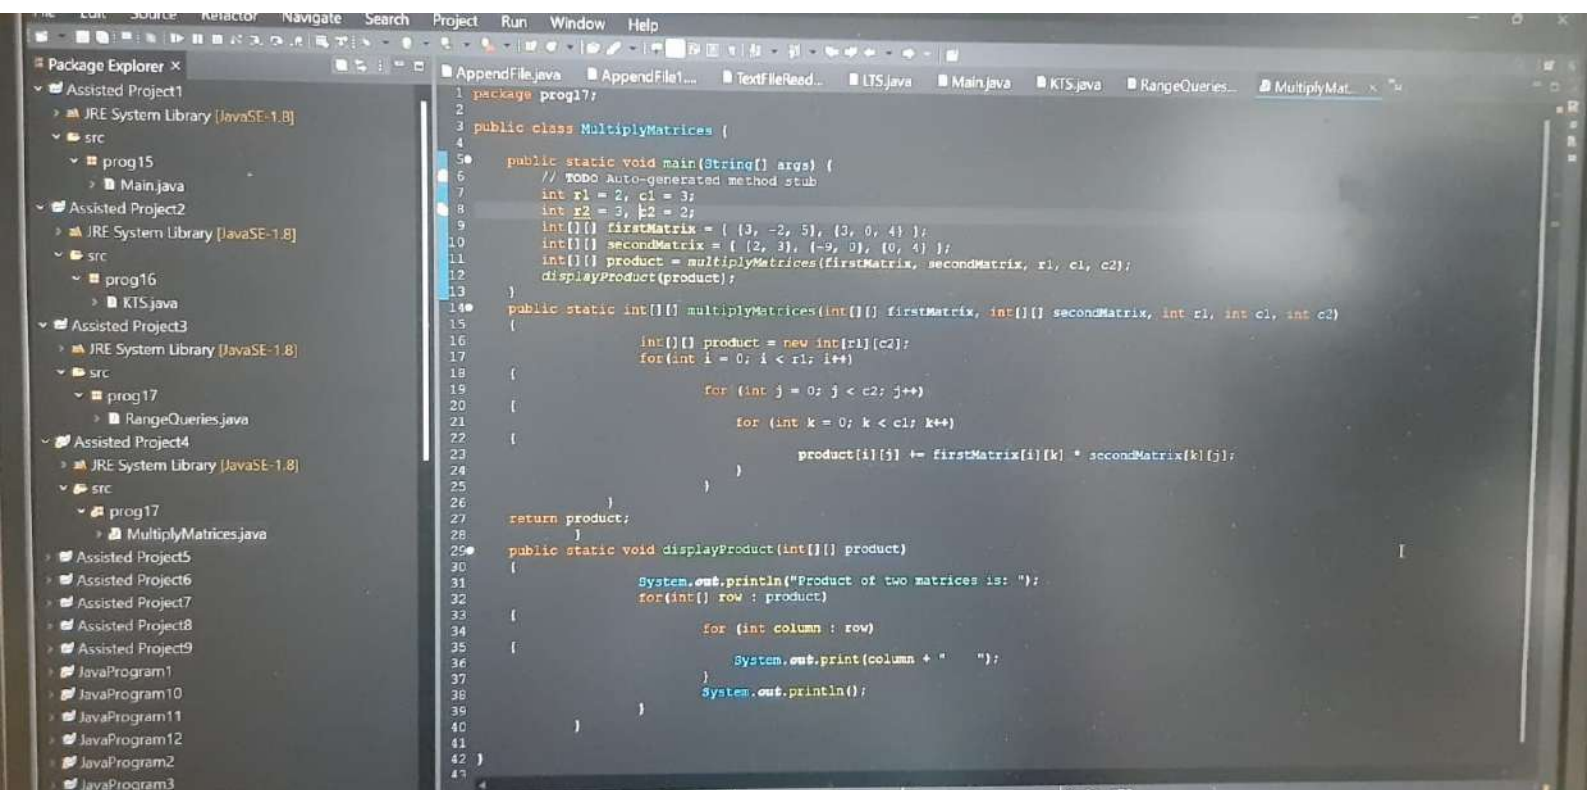 File Edit Source Refactor Navigate Search Project Run Window Help
Package Explorer ×
Assisted Project1
JRE System Library [JavaSE-1.8]
src
prog15
Main.java
Assisted Project2
JRE System Library [JavaSE-1.8]
src
prog16
KTS.java
Assisted Project3
JRE System Library [JavaSE-1.8]
src
prog17
RangeQueries.java
Assisted Project4
JRE System Library [JavaSE-1.8]
src
prog17
MultiplyMatrices.java
Assisted Project5
Assisted Project6
Assisted Project7
Assisted Project8
Assisted Project9
JavaProgram1
JavaProgram10
JavaProgram11
JavaProgram12
JavaProgram2
JavaProgram3
AppendFile.java AppendFile1.... TextFileRead... LTS.java Main.java KTS.java RangeQueries... MultiplyMat... ×
1 package prog17;
2
3 public class MultiplyMatrices {
4
5 public static void main(String[] args) {
6 // TODO Auto-generated method stub
7 int r1 = 2, c1 = 3;
8 int r2 = 3, c2 = 2;
9 int[][] firstMatrix = { {3, -2, 5}, {3, 0, 4} };
10 int[][] secondMatrix = { {2, 3}, {-9, 0}, {0, 4} };
11 int[][] product = multiplyMatrices(firstMatrix, secondMatrix, r1, c1, c2);
12 displayProduct(product);
13 }
14 public static int[][] multiplyMatrices(int[][] firstMatrix, int[][] secondMatrix, int r1, int c1, int c2)
15 {
16 int[][] product = new int[r1][c2];
17 for(int i = 0; i < r1; i++)
18 {
19 for (int j = 0; j < c2; j++)
20 {
21 for (int k = 0; k < c1; k++)
22 {
23 product[i][j] += firstMatrix[i][k] * secondMatrix[k][j];
24 }
25 }
26 }
27 return product;
28 }
29 public static void displayProduct(int[][] product)
30 {
31 System.out.println("Product of two matrices is: ");
32 for(int[] row : product)
33 {
34 for (int column : row)
35 {
36 System.out.print(column + "    ");
37 }
38 System.out.println();
39 }
40 }
41
42 }
43